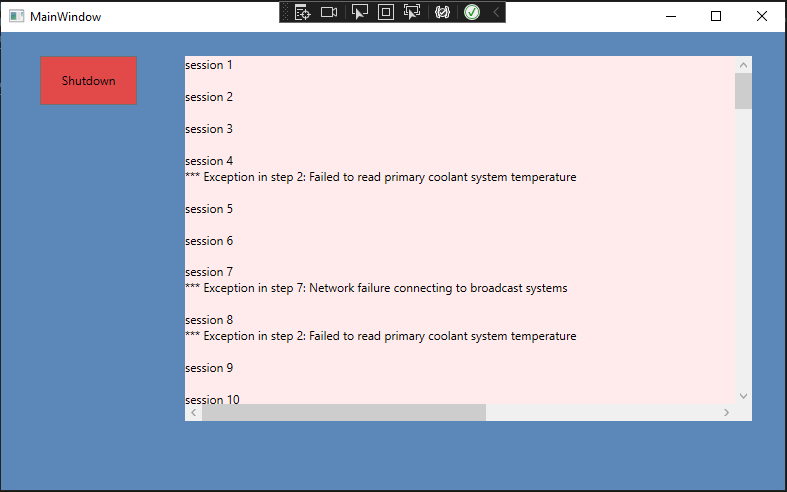 MainWindow
Shutdown
session 1
session 2
session 3
session 4
*** Exception in step 2: Failed to read primary coolant system temperature
session 5
session 6
session 7
*** Exception in step 7: Network failure connecting to broadcast systems
session 8
*** Exception in step 2: Failed to read primary coolant system temperature
session 9
session 10